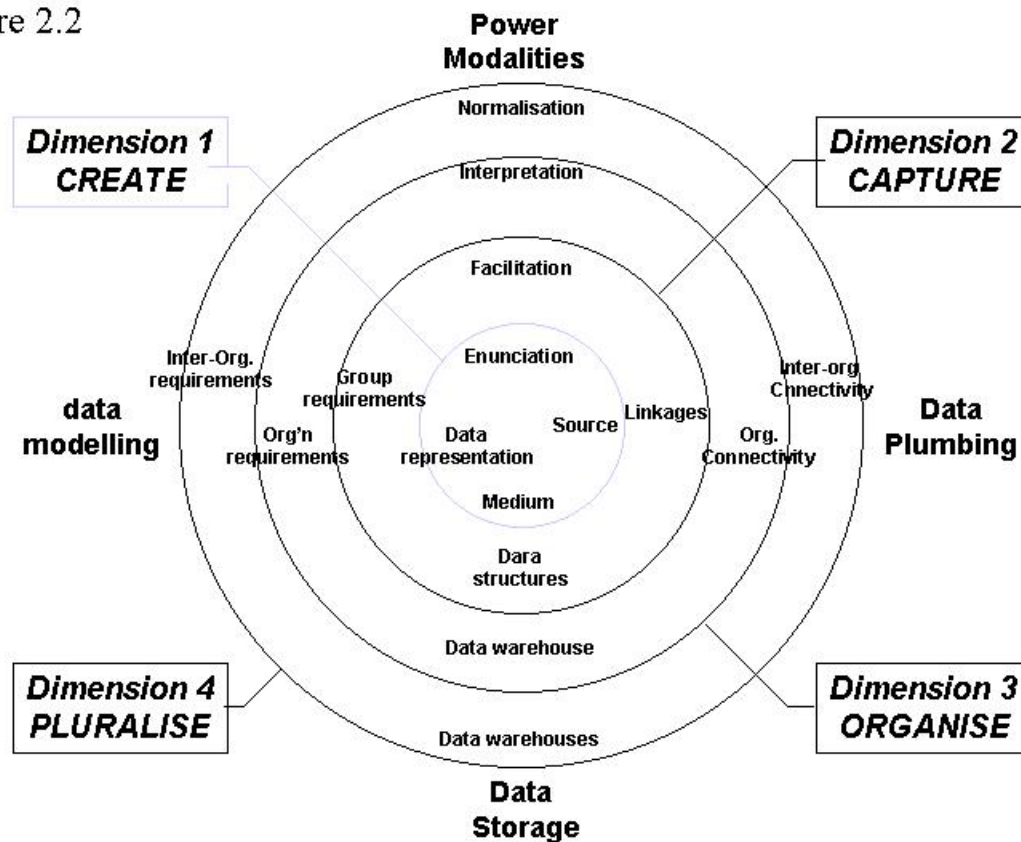 re 2.2
Power
Modalities
Normalisation
Dimension 1
CREATE
Dimension 2
CAPTURE
Interpretation
Facilitation
Enunciation
Inter-Org.
requirements
Group
requirements
Inter-org
Cnnectivity
data
modelling
Org'n
requirements
Data
representation
Source
Linkages
Org.
Connectivity
Data
Plumbing
Medium
Dara
structures
Data warehouse
Dimension 4
PLURALISE
Dimension 3
ORGANISE
Data warehouses
Data
Storage